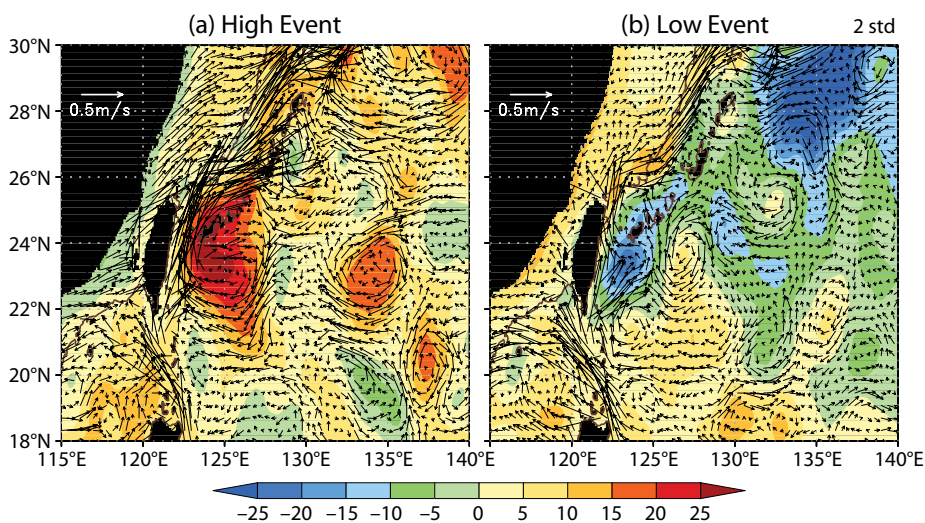 (a) High Event
(b) Low Event
2 std
30°N
28°N
26°N
24°N
22°N
20°N
18°N
0.5m/s
0.5m/s
115°E 120°E 125°E 130°E 135°E 140°E
120°E 125°E 130°E 135°E 140°E
−25 −20 −15 −10 −5 0 5 10 15 20 25